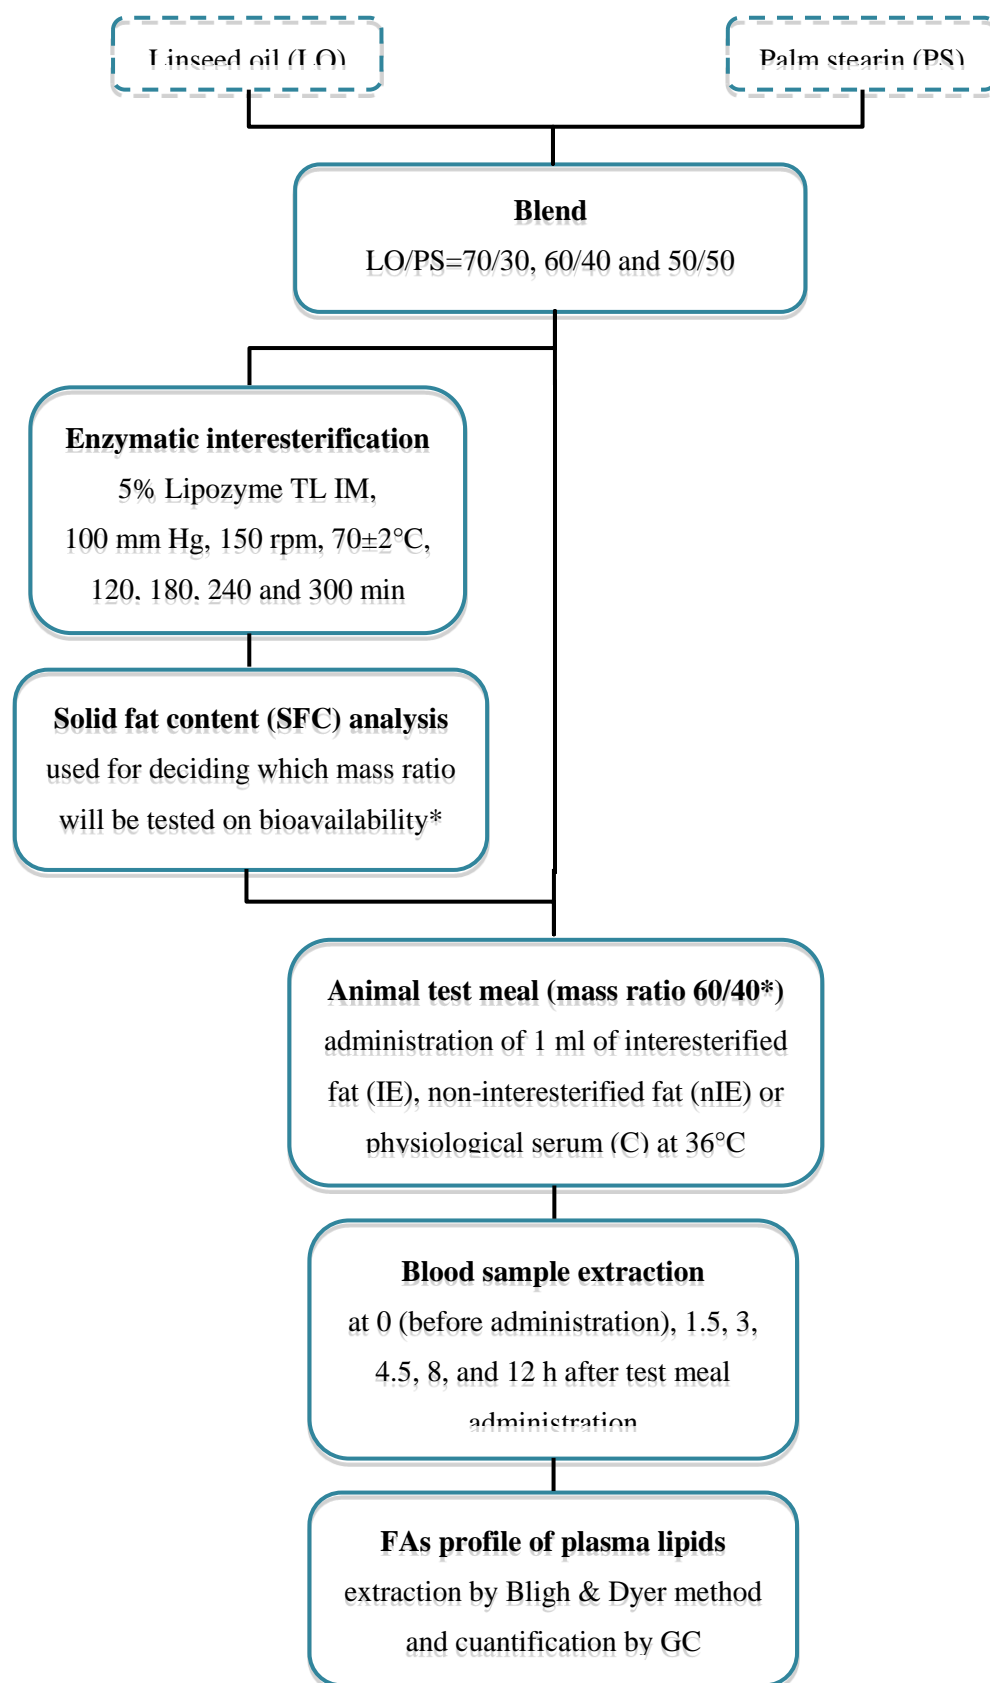 Linseed oil (LO)
Palm stearin (PS)
Blend
LO/PS=70/30, 60/40 and 50/50
Enzymatic interesterification
5% Lipozyme TL IM,
100 mm Hg, 150 rpm, 70±2°C,
120, 180, 240 and 300 min
Solid fat content (SFC) analysis
used for deciding which mass ratio
will be tested on bioavailability*
Animal test meal (mass ratio 60/40*)
administration of 1 ml of interesterified
fat (IE), non-interesterified fat (nIE) or
physiological serum (C) at 36°C
Blood sample extraction
at 0 (before administration), 1.5, 3,
4.5, 8, and 12 h after test meal
administration
FAs profile of plasma lipids
extraction by Bligh & Dyer method
and cuantification by GC